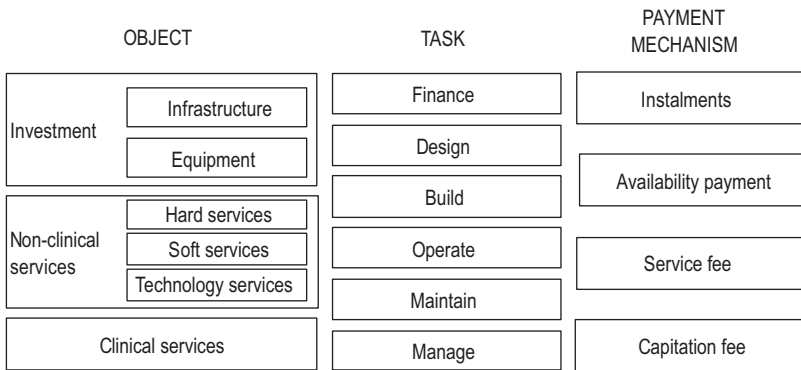 OBJECT
TASK
PAYMENT
MECHANISM
Investment
Infrastructure
Equipment
Non-clinical
services
Hard services
Soft services
Technology services
Clinical services
Finance
Design
Build
Operate
Maintain
Manage
Instalments
Availability payment
Service fee
Capitation fee